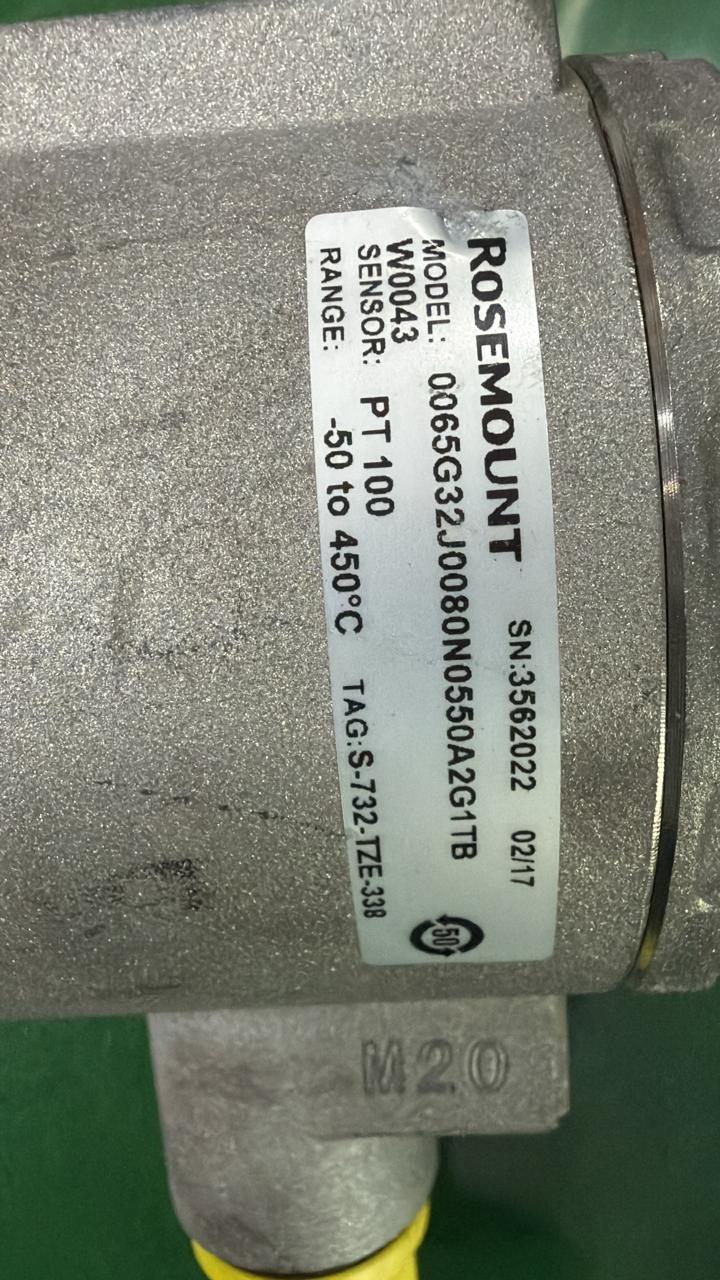 ROSEMOUNT SN:3562022 02/17
MODEL: 0065G32J0080N0550A2G1TB
W0043
SENSOR: PT 100
RANGE: -50 to 450°C TAG:S-732-TZE-338
50
M20